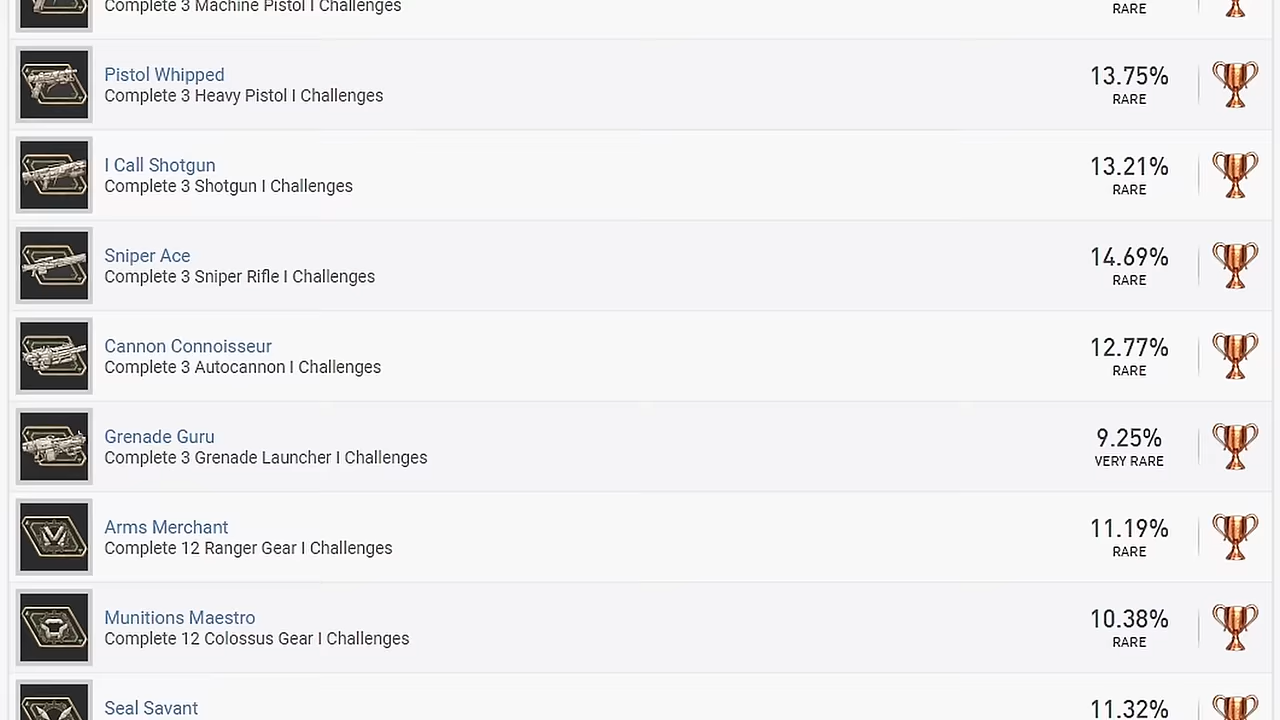 Complete 3 Machine Pistol I Challenges
RARE
Pistol Whipped
Complete 3 Heavy Pistol I Challenges
13.75%
RARE
I Call Shotgun
Complete 3 Shotgun I Challenges
13.21%
RARE
Sniper Ace
Complete 3 Sniper Rifle I Challenges
14.69%
RARE
Cannon Connoisseur
Complete 3 Autocannon I Challenges
12.77%
RARE
Grenade Guru
Complete 3 Grenade Launcher I Challenges
9.25%
VERY RARE
Arms Merchant
Complete 12 Ranger Gear I Challenges
11.19%
RARE
Munitions Maestro
Complete 12 Colossus Gear I Challenges
10.38%
RARE
Seal Savant
11.32%